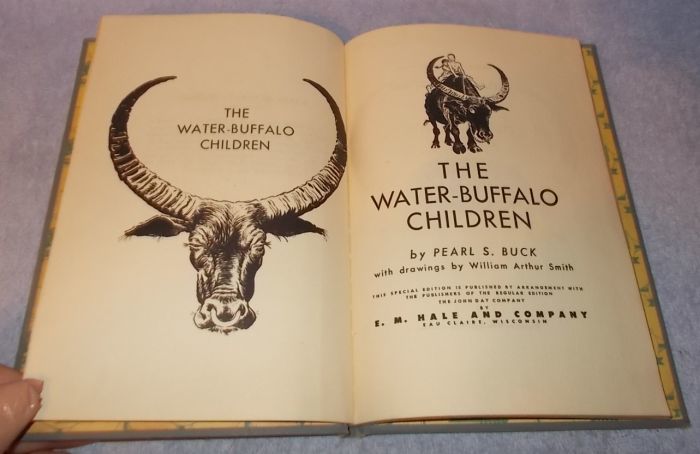 THE
WATER-BUFFALO
CHILDREN
THE
WATER-BUFFALO
CHILDREN
by PEARL S. BUCK
with drawings by William Arthur Smith
THIS SPECIAL EDITION IS PUBLISHED BY ARRANGEMENT WITH
THE PUBLISHERS OF THE REGULAR EDITION
THE JOHN DAY COMPANY
BY
E. M. HALE AND COMPANY
EAU CLAIRE, WISCONSIN